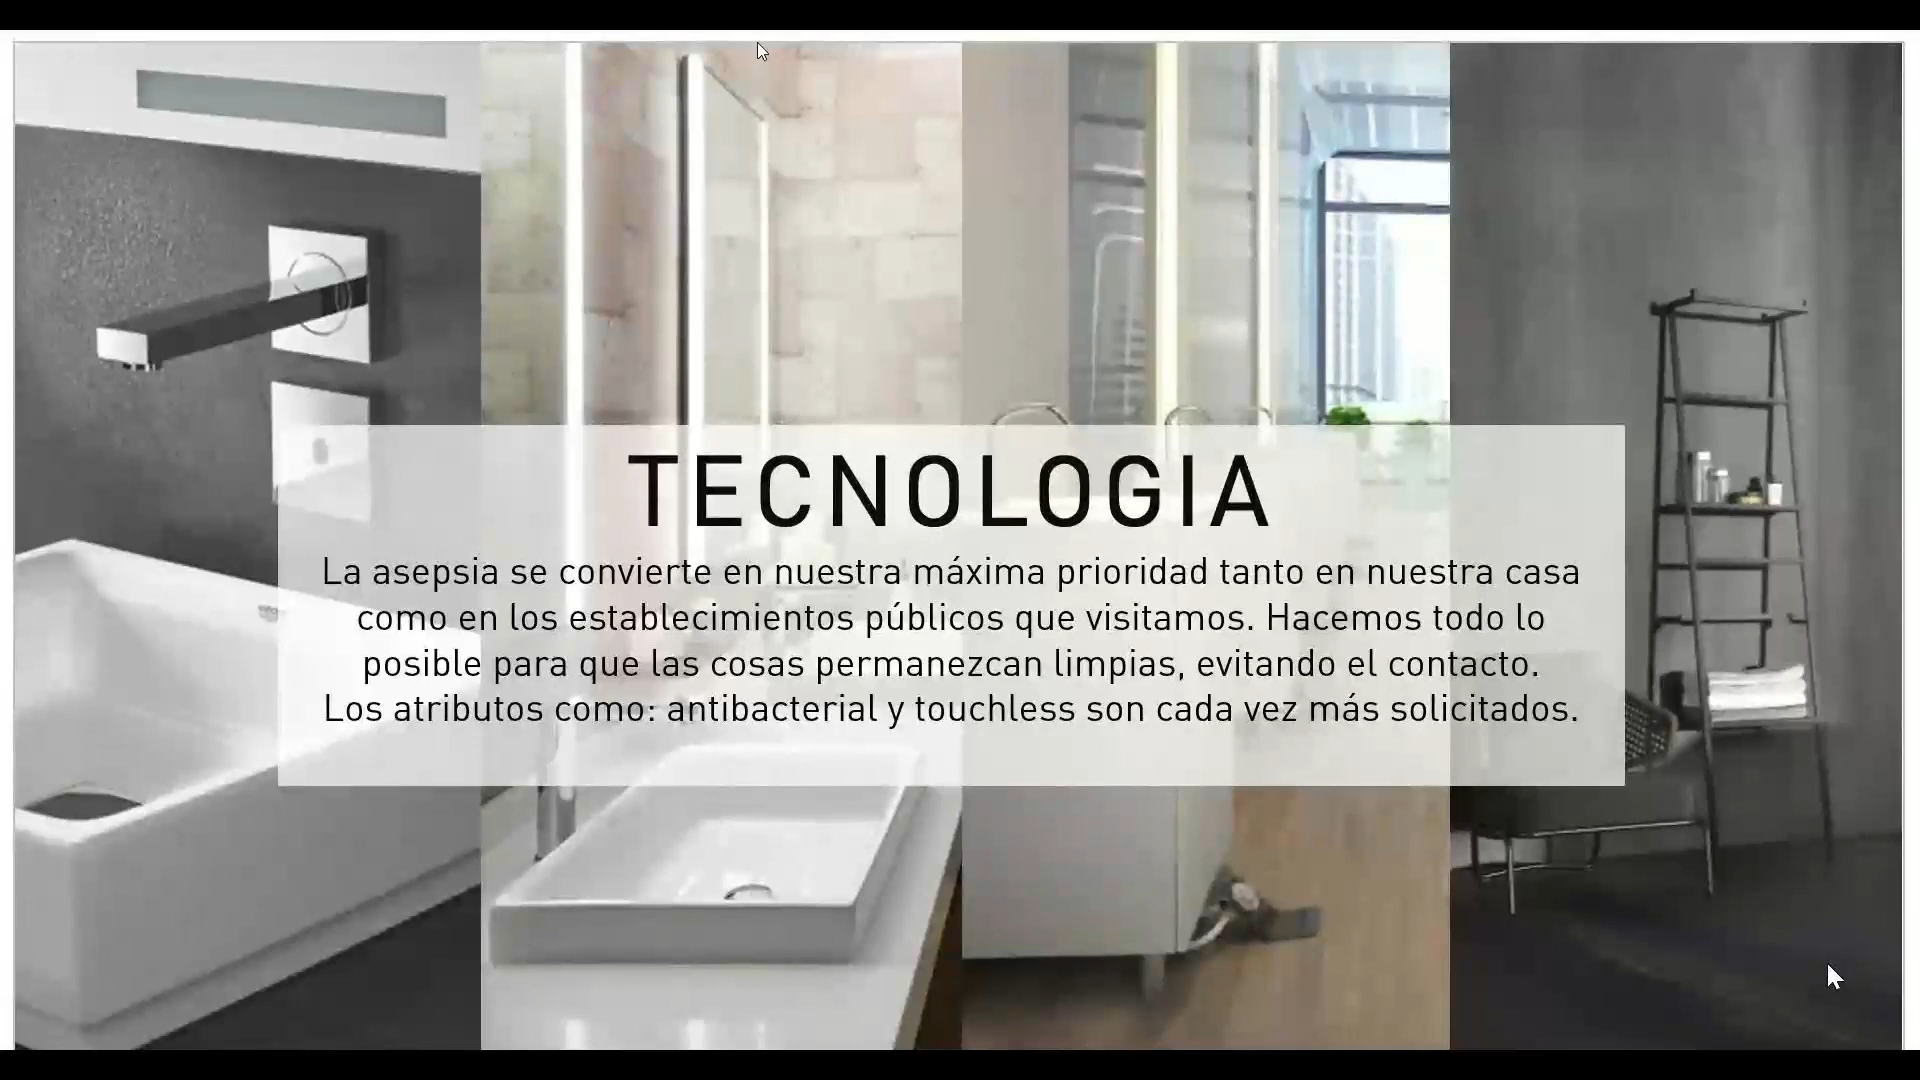 TECNOLOGIA
La asepsia se convierte en nuestra máxima prioridad tanto en nuestra casa
como en los establecimientos públicos que visitamos. Hacemos todo lo
posible para que las cosas permanezcan limpias, evitando el contacto.
Los atributos como: antibacterial y touchless son cada vez más solicitados.